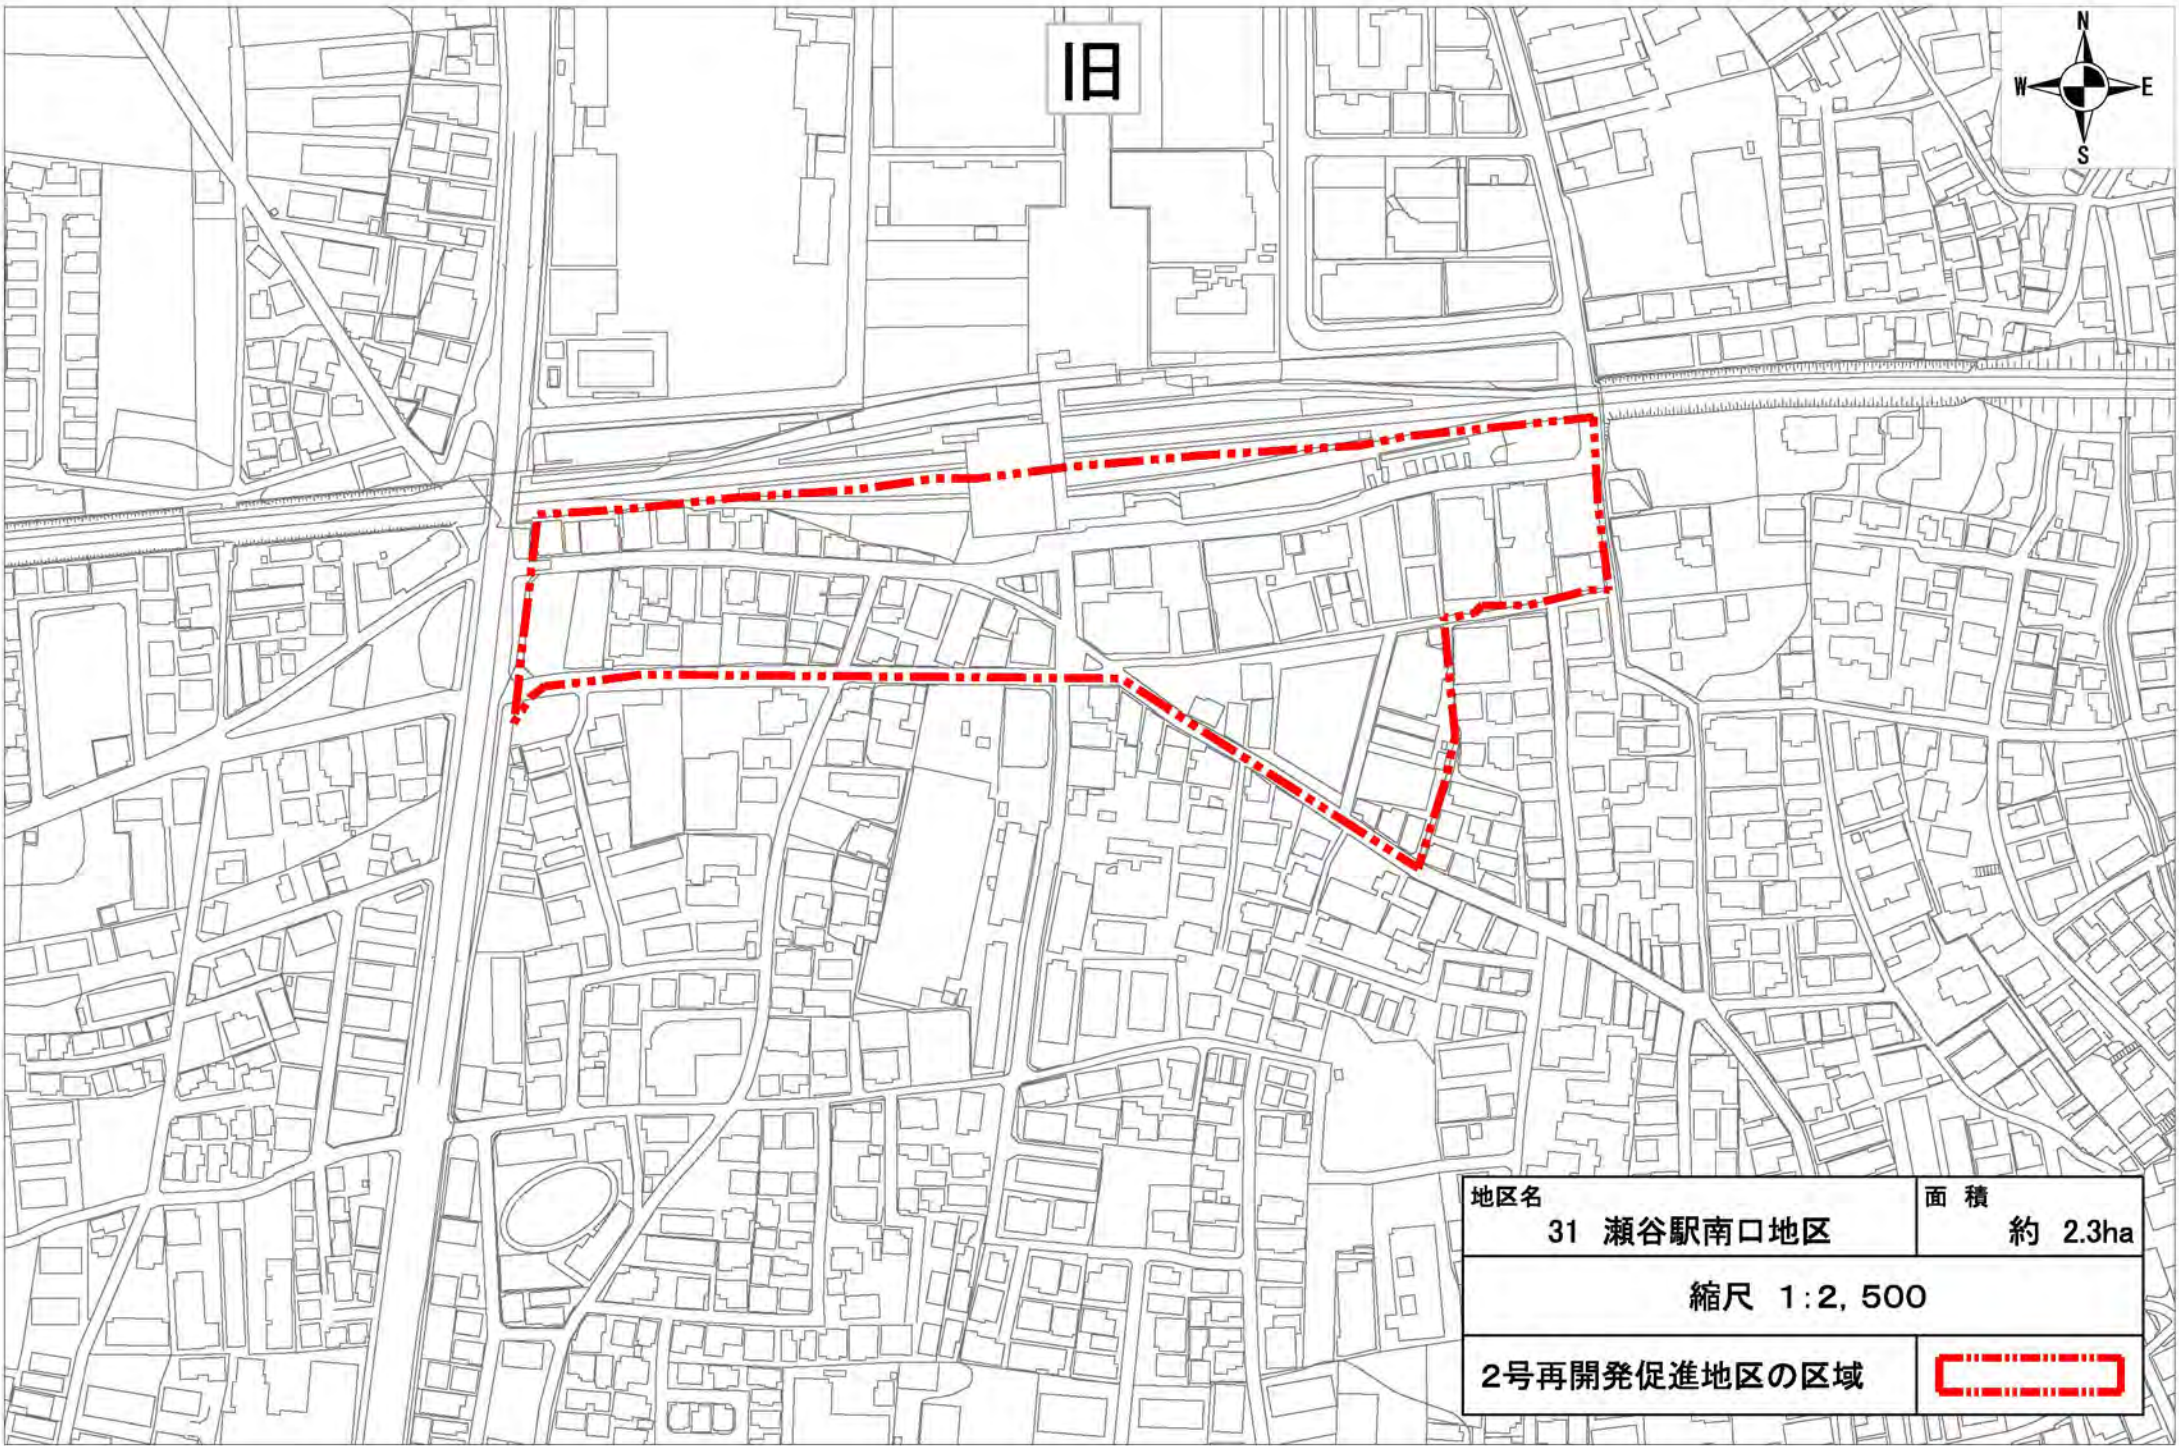 旧
N
W E
S
地区名
31 瀬谷駅南口地区
面 積
約 2.3ha
縮尺 1:2,500
2号再開発促進地区の区域